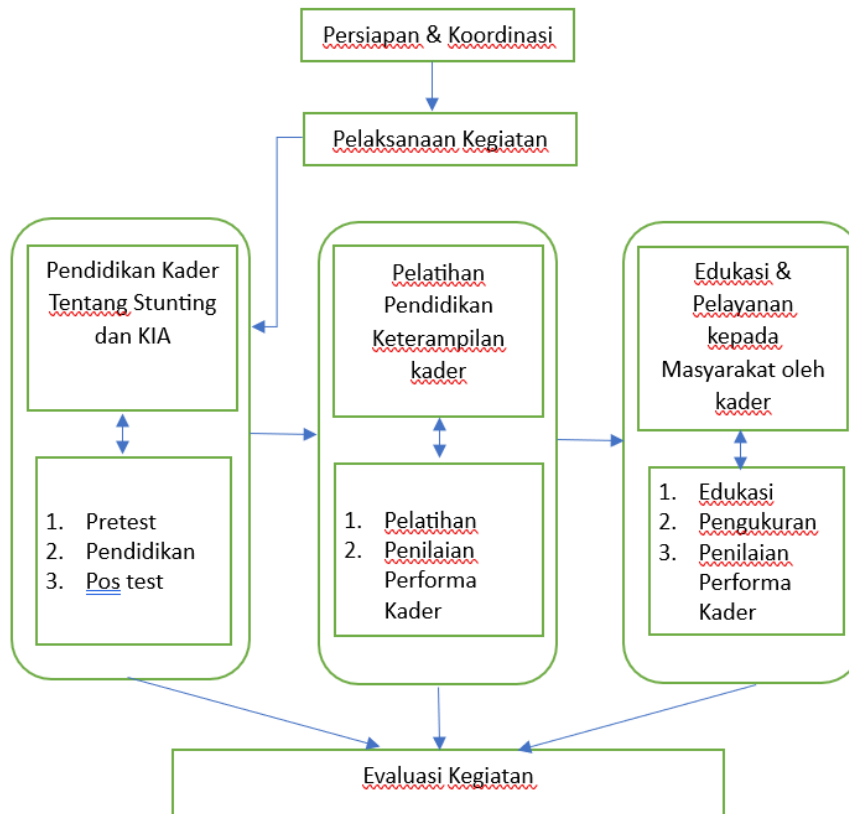 Persiapan & Koordinasi
Pelaksanaan Kegiatan
Pendidikan Kader
Tentang Stunting
dan KIA
1. Pretest
2. Pendidikan
3. Pos test
Pelatihan
Pendidikan
Keterampilan
kader
1. Pelatihan
2. Penilaian
Performa
Kader
Edukasi &
Pelayanan
kepada
Masyarakat oleh
kader
1. Edukasi
2. Pengukuran
3. Penilaian
Performa
Kader
Evaluasi Kegiatan